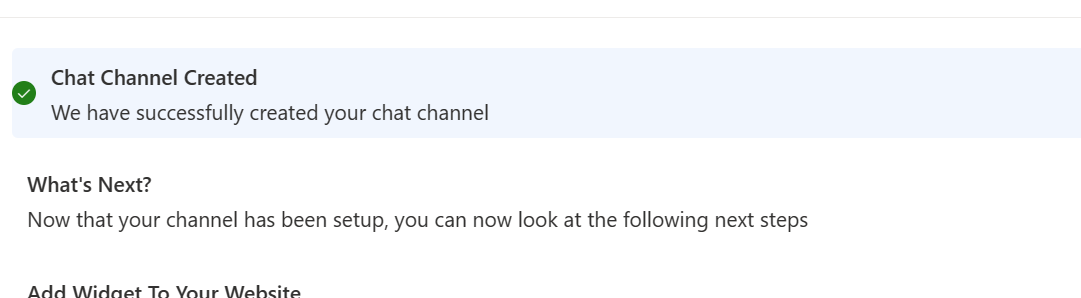 Chat Channel Created
We have successfully created your chat channel
What's Next?
Now that your channel has been setup, you can now look at the following next steps
Add Widget To Your Website